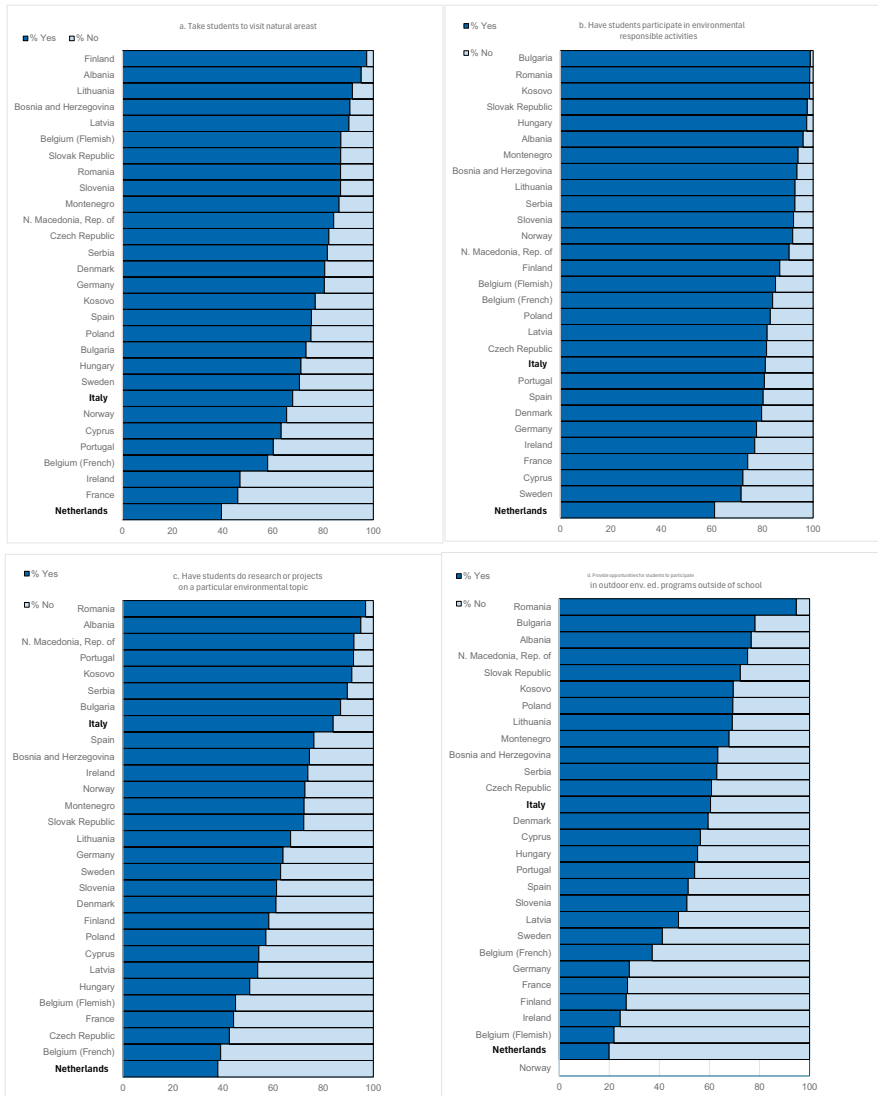 a. Take students to visit natural areast
% Yes
% No
Finland
Albania
Lithuania
Bosnia and Herzegovina
Latvia
Belgium (Flemish)
Slovak Republic
Romania
Slovenia
Montenegro
N. Macedonia, Rep. of
Czech Republic
Serbia
Denmark
Germany
Kosovo
Spain
Poland
Bulgaria
Hungary
Sweden
Italy
Norway
Cyprus
Portugal
Belgium (French)
Ireland
France
Netherlands
0 20 40 60 80 100
b. Have students participate in environmental
responsible activities
% Yes
% No
Bulgaria
Romania
Kosovo
Slovak Republic
Hungary
Albania
Montenegro
Bosnia and Herzegovina
Lithuania
Serbia
Slovenia
Norway
N. Macedonia, Rep. of
Finland
Belgium (Flemish)
Belgium (French)
Poland
Latvia
Czech Republic
Italy
Portugal
Spain
Denmark
Germany
Ireland
France
Cyprus
Sweden
Netherlands
0 20 40 60 80 100
% Yes
c. Have students do research or projects
on a particular environmental topic
% No
Romania
Albania
N. Macedonia, Rep. of
Portugal
Kosovo
Serbia
Bulgaria
Italy
Spain
Bosnia and Herzegovina
Ireland
Norway
Montenegro
Slovak Republic
Lithuania
Germany
Sweden
Slovenia
Denmark
Finland
Poland
Cyprus
Latvia
Hungary
Belgium (Flemish)
France
Czech Republic
Belgium (French)
Netherlands
0 20 40 60 80 100
% Yes
d. Provide opportunities for students to participate
in outdoor env. ed. programs outside of school
% No
Romania
Bulgaria
Albania
N. Macedonia, Rep. of
Slovak Republic
Kosovo
Poland
Lithuania
Montenegro
Bosnia and Herzegovina
Serbia
Czech Republic
Italy
Denmark
Cyprus
Hungary
Portugal
Spain
Slovenia
Latvia
Sweden
Belgium (French)
Germany
France
Finland
Ireland
Belgium (Flemish)
Netherlands
Norway
0 20 40 60 80 100